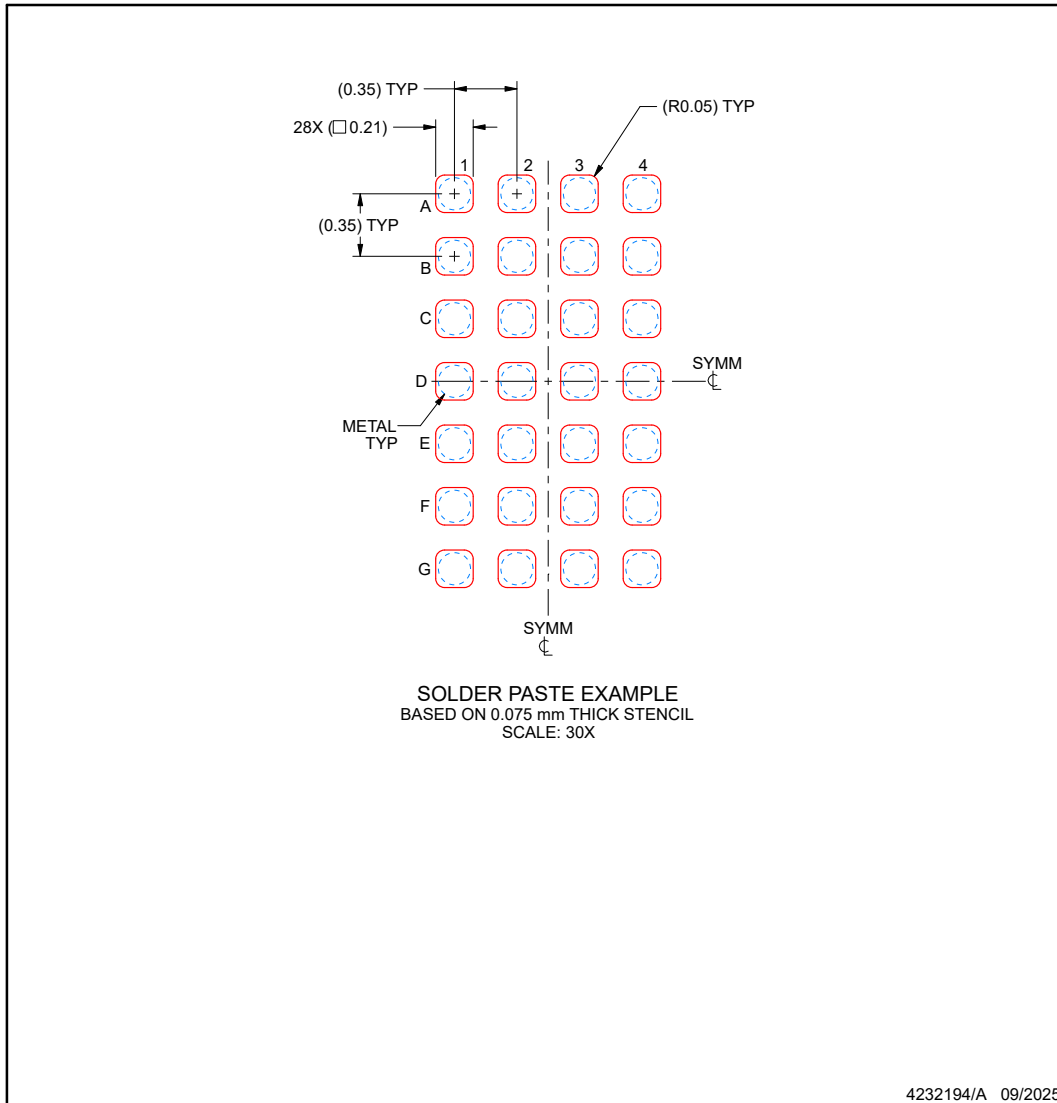 (0.35) TYP
(R0.05) TYP
28X (□ 0.21)
1 2 3 4
A
(0.35) TYP
B
C
SYMM
℄
D
METAL
TYP
E
F
G
SYMM
℄
SOLDER PASTE EXAMPLE
BASED ON 0.075 mm THICK STENCIL
SCALE: 30X
4232194/A 09/2025